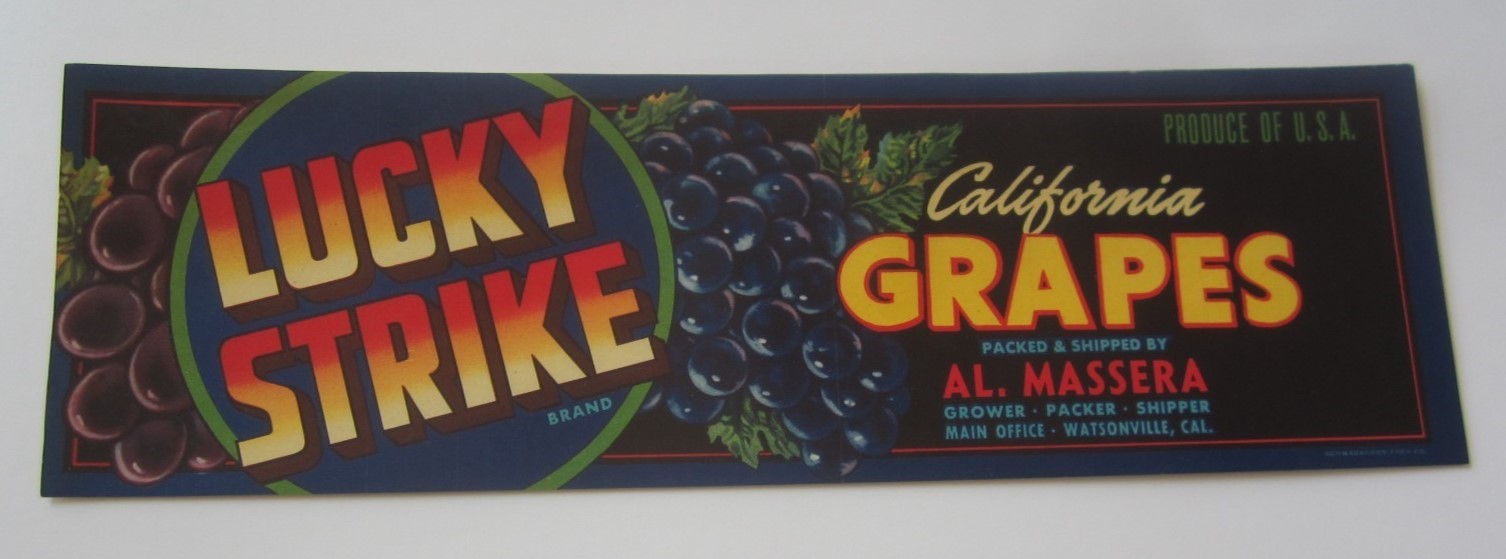 LUCKY
STRIKE
BRAND
PRODUCE OF U.S.A.
California
GRAPES
PACKED & SHIPPED BY
AL. MASSERA
GROWER · PACKER · SHIPPER
MAIN OFFICE · WATSONVILLE, CAL.